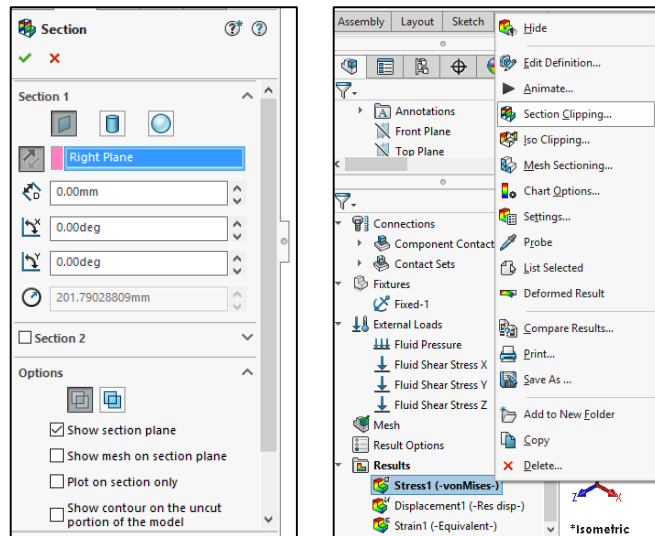 Section
Section 1
Right Plane
0.00mm
0.00deg
0.00deg
201.79028809mm
Section 2
Options
Show section plane
Show mesh on section plane
Plot on section only
Show contour on the uncut
portion of the model
Assembly Layout Sketch
Annotations
Front Plane
Top Plane
Connections
Component Contact
Contact Sets
Fixtures
Fixed-1
External Loads
Fluid Pressure
Fluid Shear Stress X
Fluid Shear Stress Y
Fluid Shear Stress Z
Mesh
Result Options
Results
Stress1 (-vonMises-)
Displacement1 (-Res disp-)
Strain1 (-Equivalent-)
Hide
Edit Definition...
Animate...
Section Clipping...
Iso Clipping...
Mesh Sectioning...
Chart Options...
Settings...
Probe
List Selected
Deformed Result
Compare Results...
Print...
Save As ...
Add to New Folder
Copy
Delete...
Z X
*Isometric